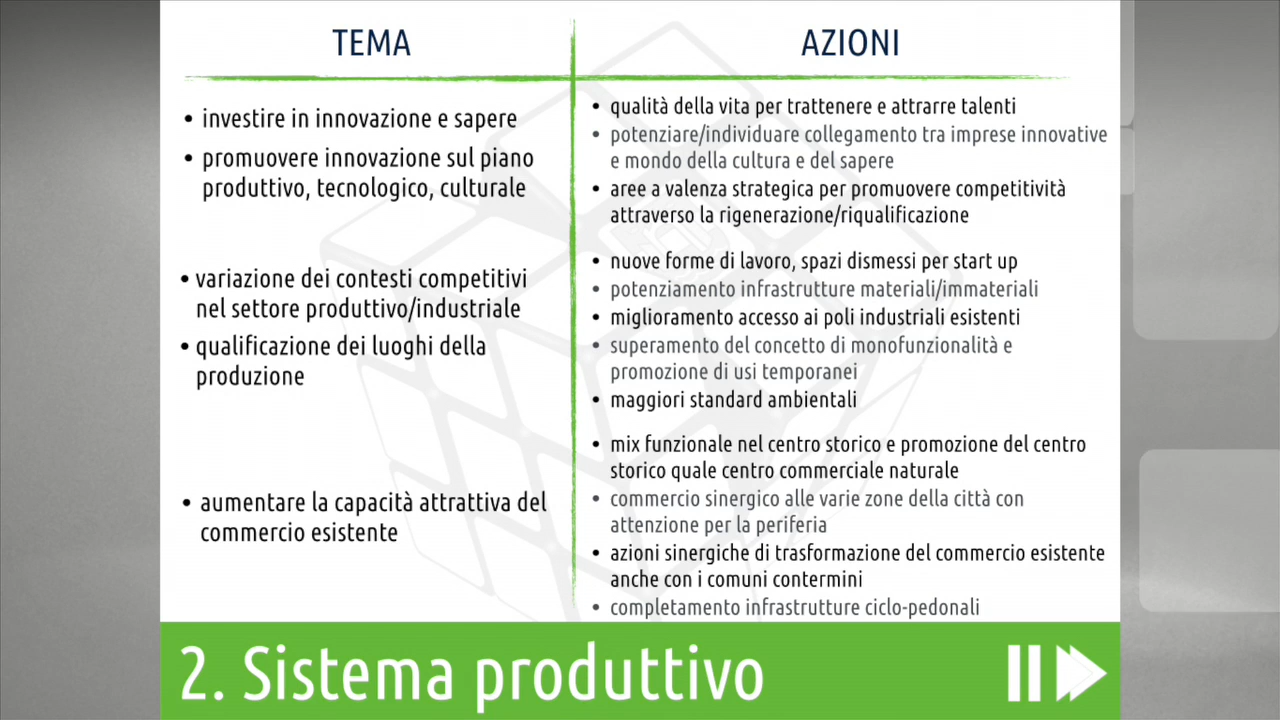 TEMA
AZIONI
• investire in innovazione e sapere
• promuovere innovazione sul piano
produttivo, tecnologico, culturale
• variazione dei contesti competitivi
nel settore produttivo/industriale
• qualificazione dei luoghi della
produzione
• aumentare la capacità attrattiva del
commercio esistente
• qualità della vita per trattenere e attrarre talenti
• potenziare/individuare collegamento tra imprese innovative
e mondo della cultura e del sapere
• aree a valenza strategica per promuovere competitività
attraverso la rigenerazione/riqualificazione
• nuove forme di lavoro, spazi dismessi per start up
• potenziamento infrastrutture materiali/immateriali
• miglioramento accesso ai poli industriali esistenti
• superamento del concetto di monofunzionalità e
promozione di usi temporanei
• maggiori standard ambientali
• mix funzionale nel centro storico e promozione del centro
storico quale centro commerciale naturale
• commercio sinergico alle varie zone della città con
attenzione per la periferia
• azioni sinergiche di trasformazione del commercio esistente
anche con i comuni contermini
• completamento infrastrutture ciclo-pedonali
2. Sistema produttivo